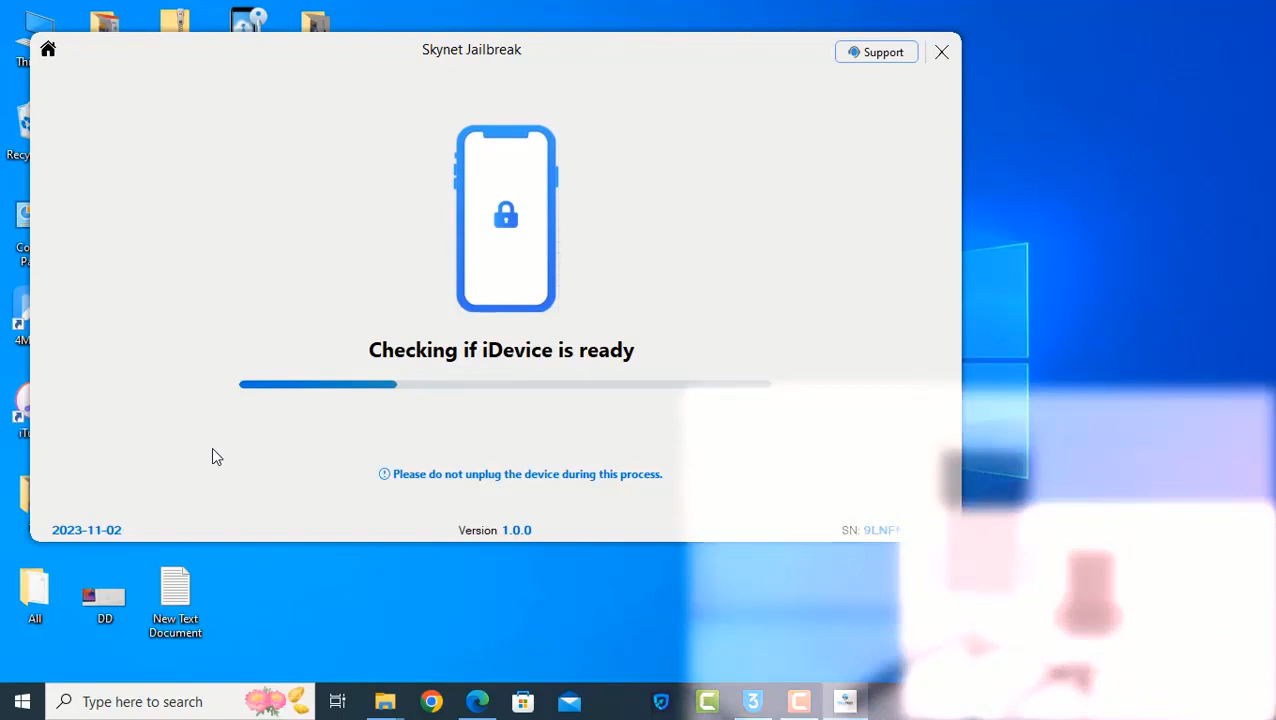 Skynet Jailbreak
Support
Checking if iDevice is ready
Please do not unplug the device during this process.
2023-11-02
Version 1.0.0
SN:
All
DD
New Text
Document
Type here to search